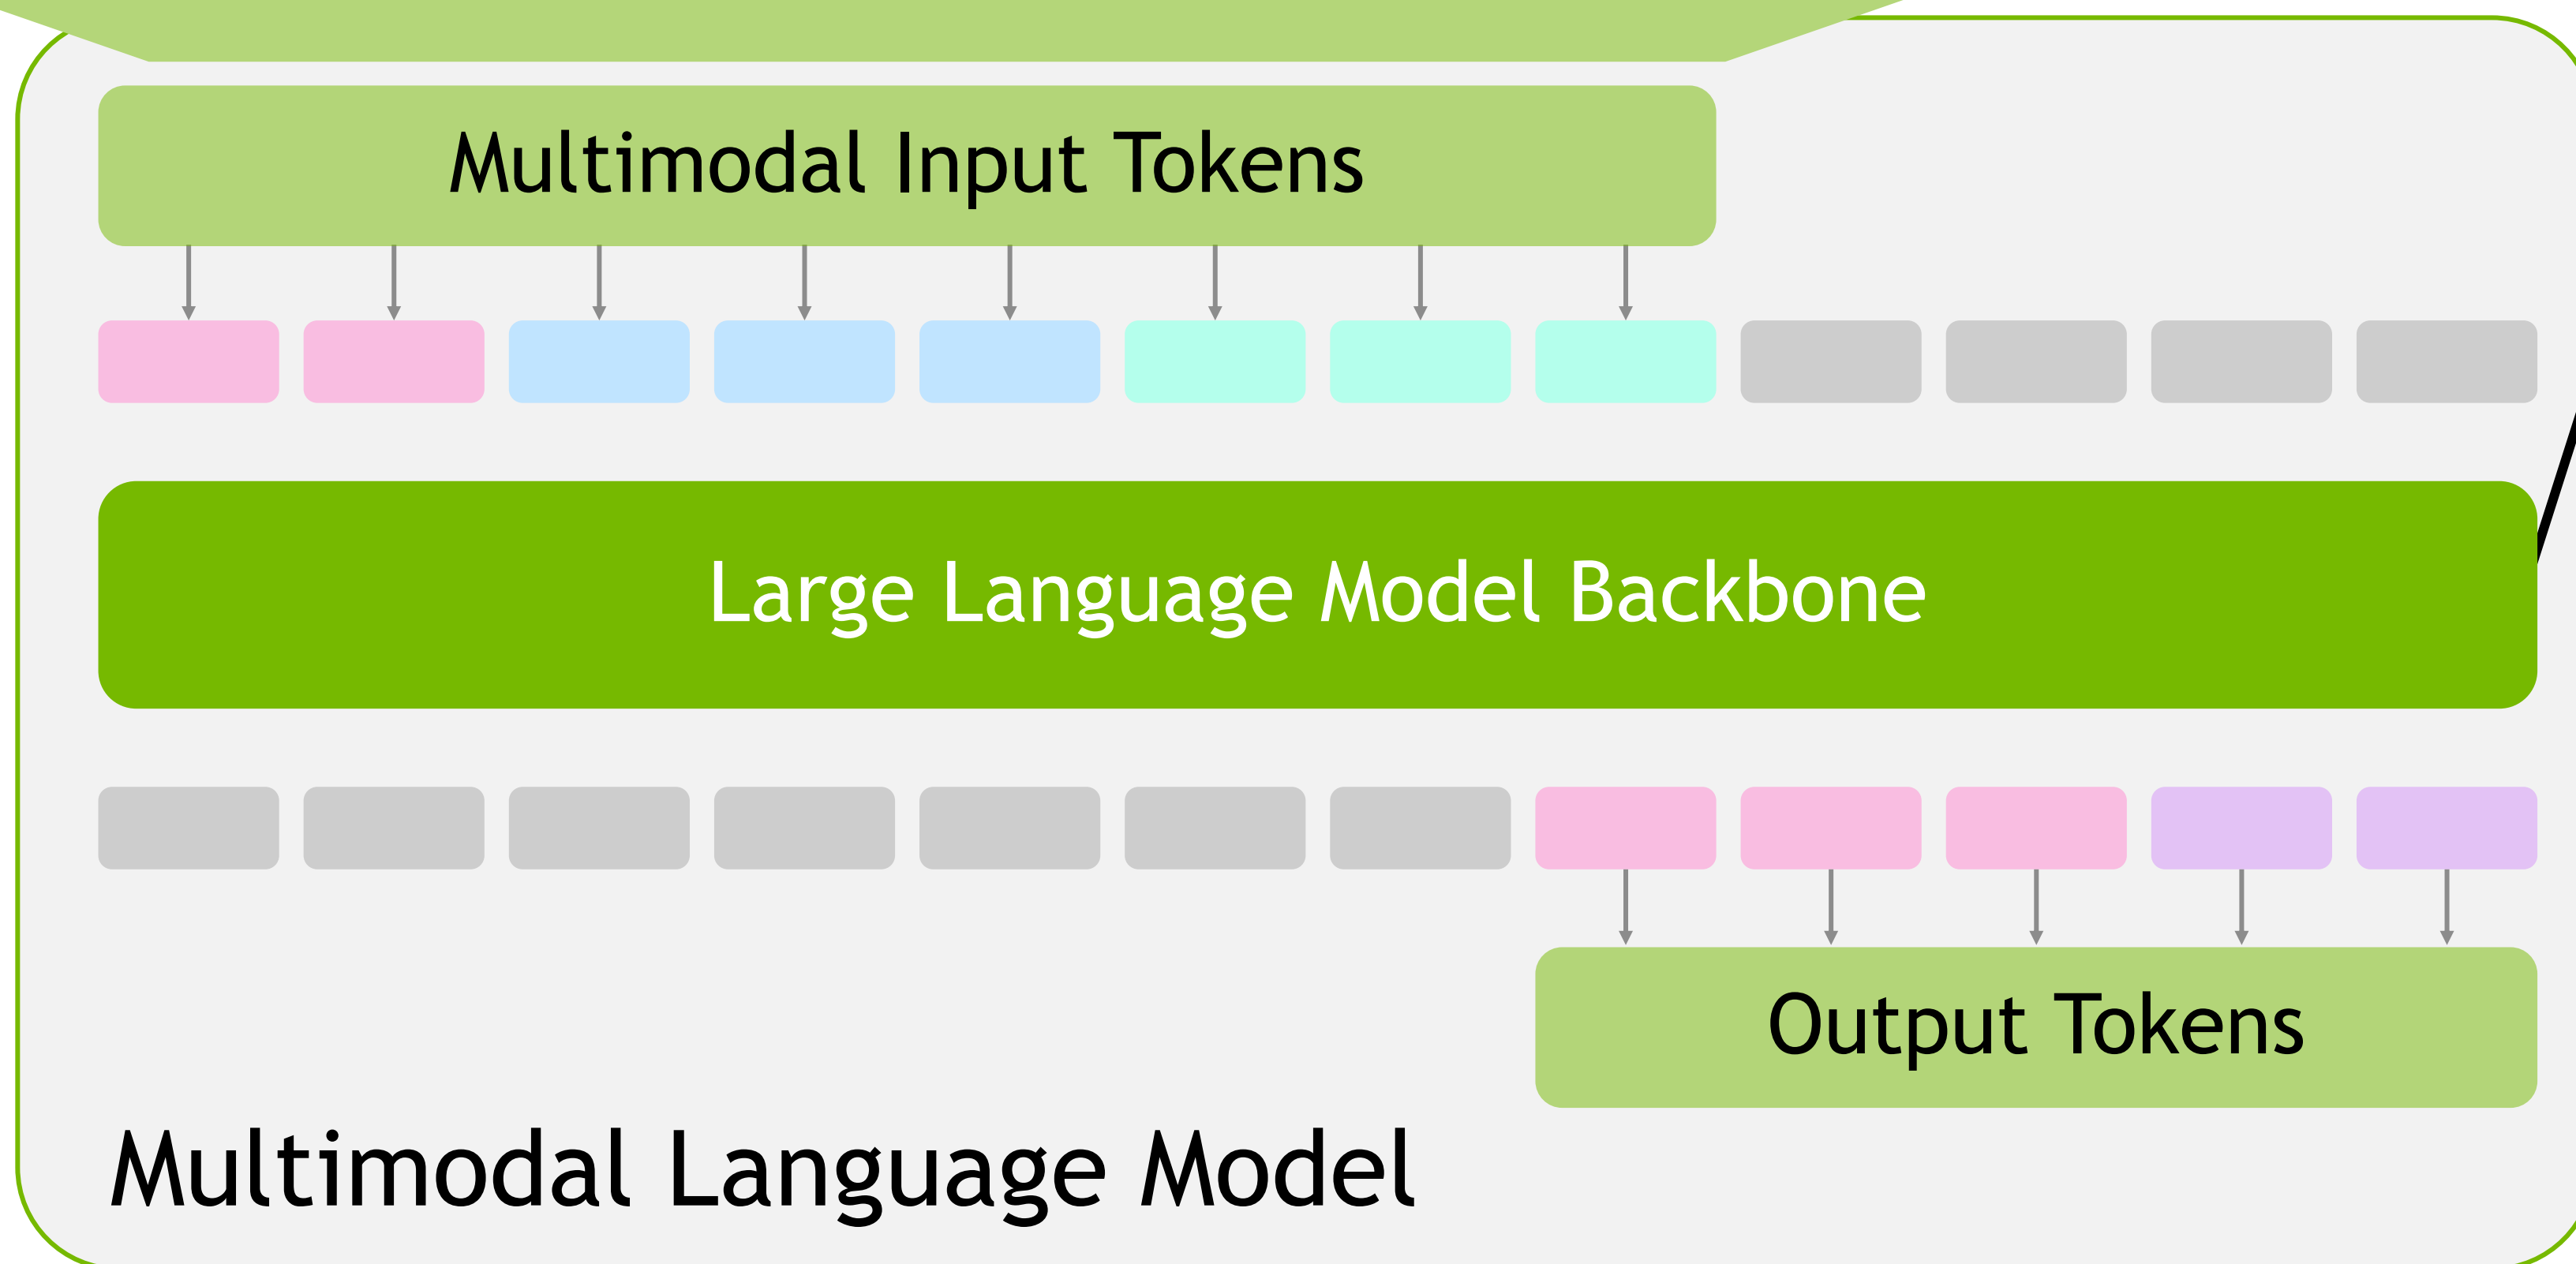 Multimodal Input Tokens
Large Language Model Backbone
Output Tokens
Multimodal Language Model